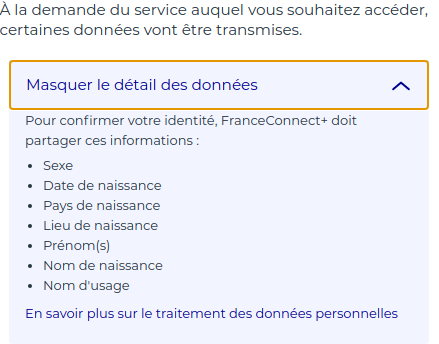 À la demande du service auquel vous souhaitez accéder,
certaines données vont être transmises.
Masquer le détail des données
Pour confirmer votre identité, FranceConnect+ doit
partager ces informations :
• Sexe
• Date de naissance
• Pays de naissance
• Lieu de naissance
• Prénom(s)
• Nom de naissance
• Nom d'usage
En savoir plus sur le traitement des données personnelles